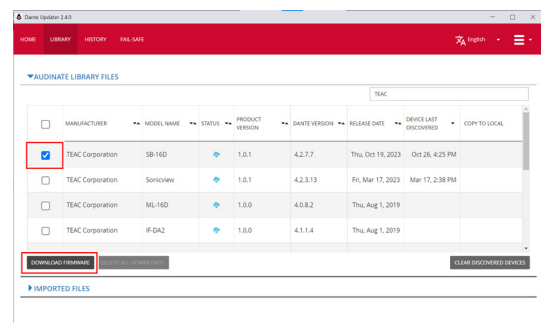 Dante Updater 2.4.0
HOME LIBRARY HISTORY FAIL-SAFE English
AUDINATE LIBRARY FILES
TEAC
MANUFACTURER MODEL NAME STATUS PRODUCT VERSION DANTE VERSION RELEASE DATE DEVICE LAST DISCOVERED COPY TO LOCAL
TEAC Corporation SB-16D 1.0.1 4.2.7.7 Thu, Oct 19, 2023 Oct 26, 4:25 PM
TEAC Corporation Sonicview 1.0.1 4.2.3.13 Fri, Mar 17, 2023 Mar 17, 2:38 PM
TEAC Corporation ML-16D 1.0.0 4.0.8.2 Thu, Aug 1, 2019
TEAC Corporation IF-DA2 1.0.0 4.1.1.4 Thu, Aug 1, 2019
DOWNLOAD FIRMWARE DELETE ALL DOWNLOADS CLEAR DISCOVERED DEVICES
IMPORTED FILES